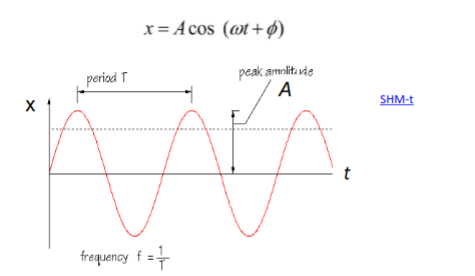 x = A cos (ωt + ϕ)
period T
peak amplitude
A
X
SHM-t
t
frequency f = 1/T